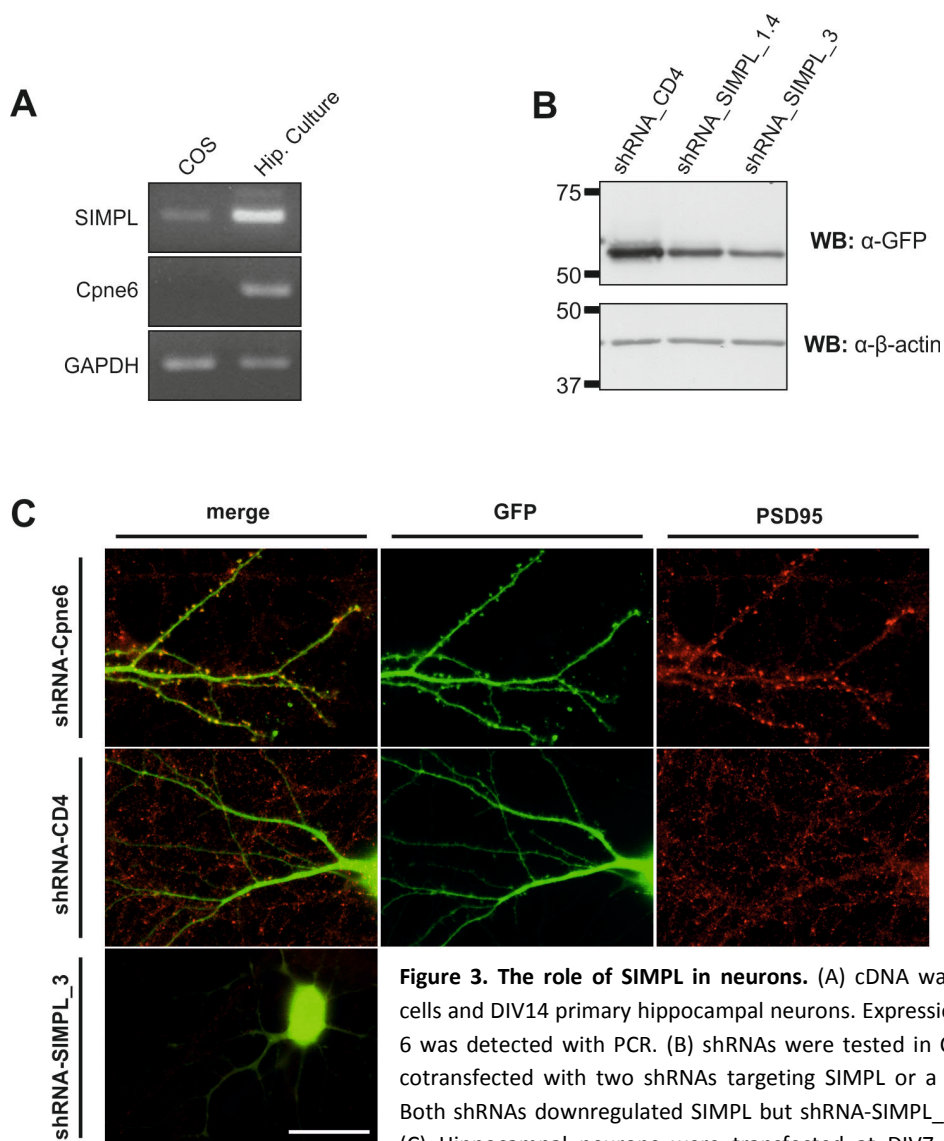 A
COS
Hip. Culture
SIMPL
Cpne6
GAPDH
B
shRNA_CD4
shRNA_SIMPL_1.4
shRNA_SIMPL_3
75
50
WB: α-GFP
50
37
WB: α-β-actin
C
merge
GFP
PSD95
shRNA-Cpne6
shRNA-CD4
shRNA-SIMPL_3
Figure 3. The role of SIMPL in neurons. (A) cDNA wa
cells and DIV14 primary hippocampal neurons. Expressio
6 was detected with PCR. (B) shRNAs were tested in
cotransfected with two shRNAs targeting SIMPL or a
Both shRNAs downregulated SIMPL but shRNA-SIMPL_
(C) Hippocampal neurons were transfected at DIV7